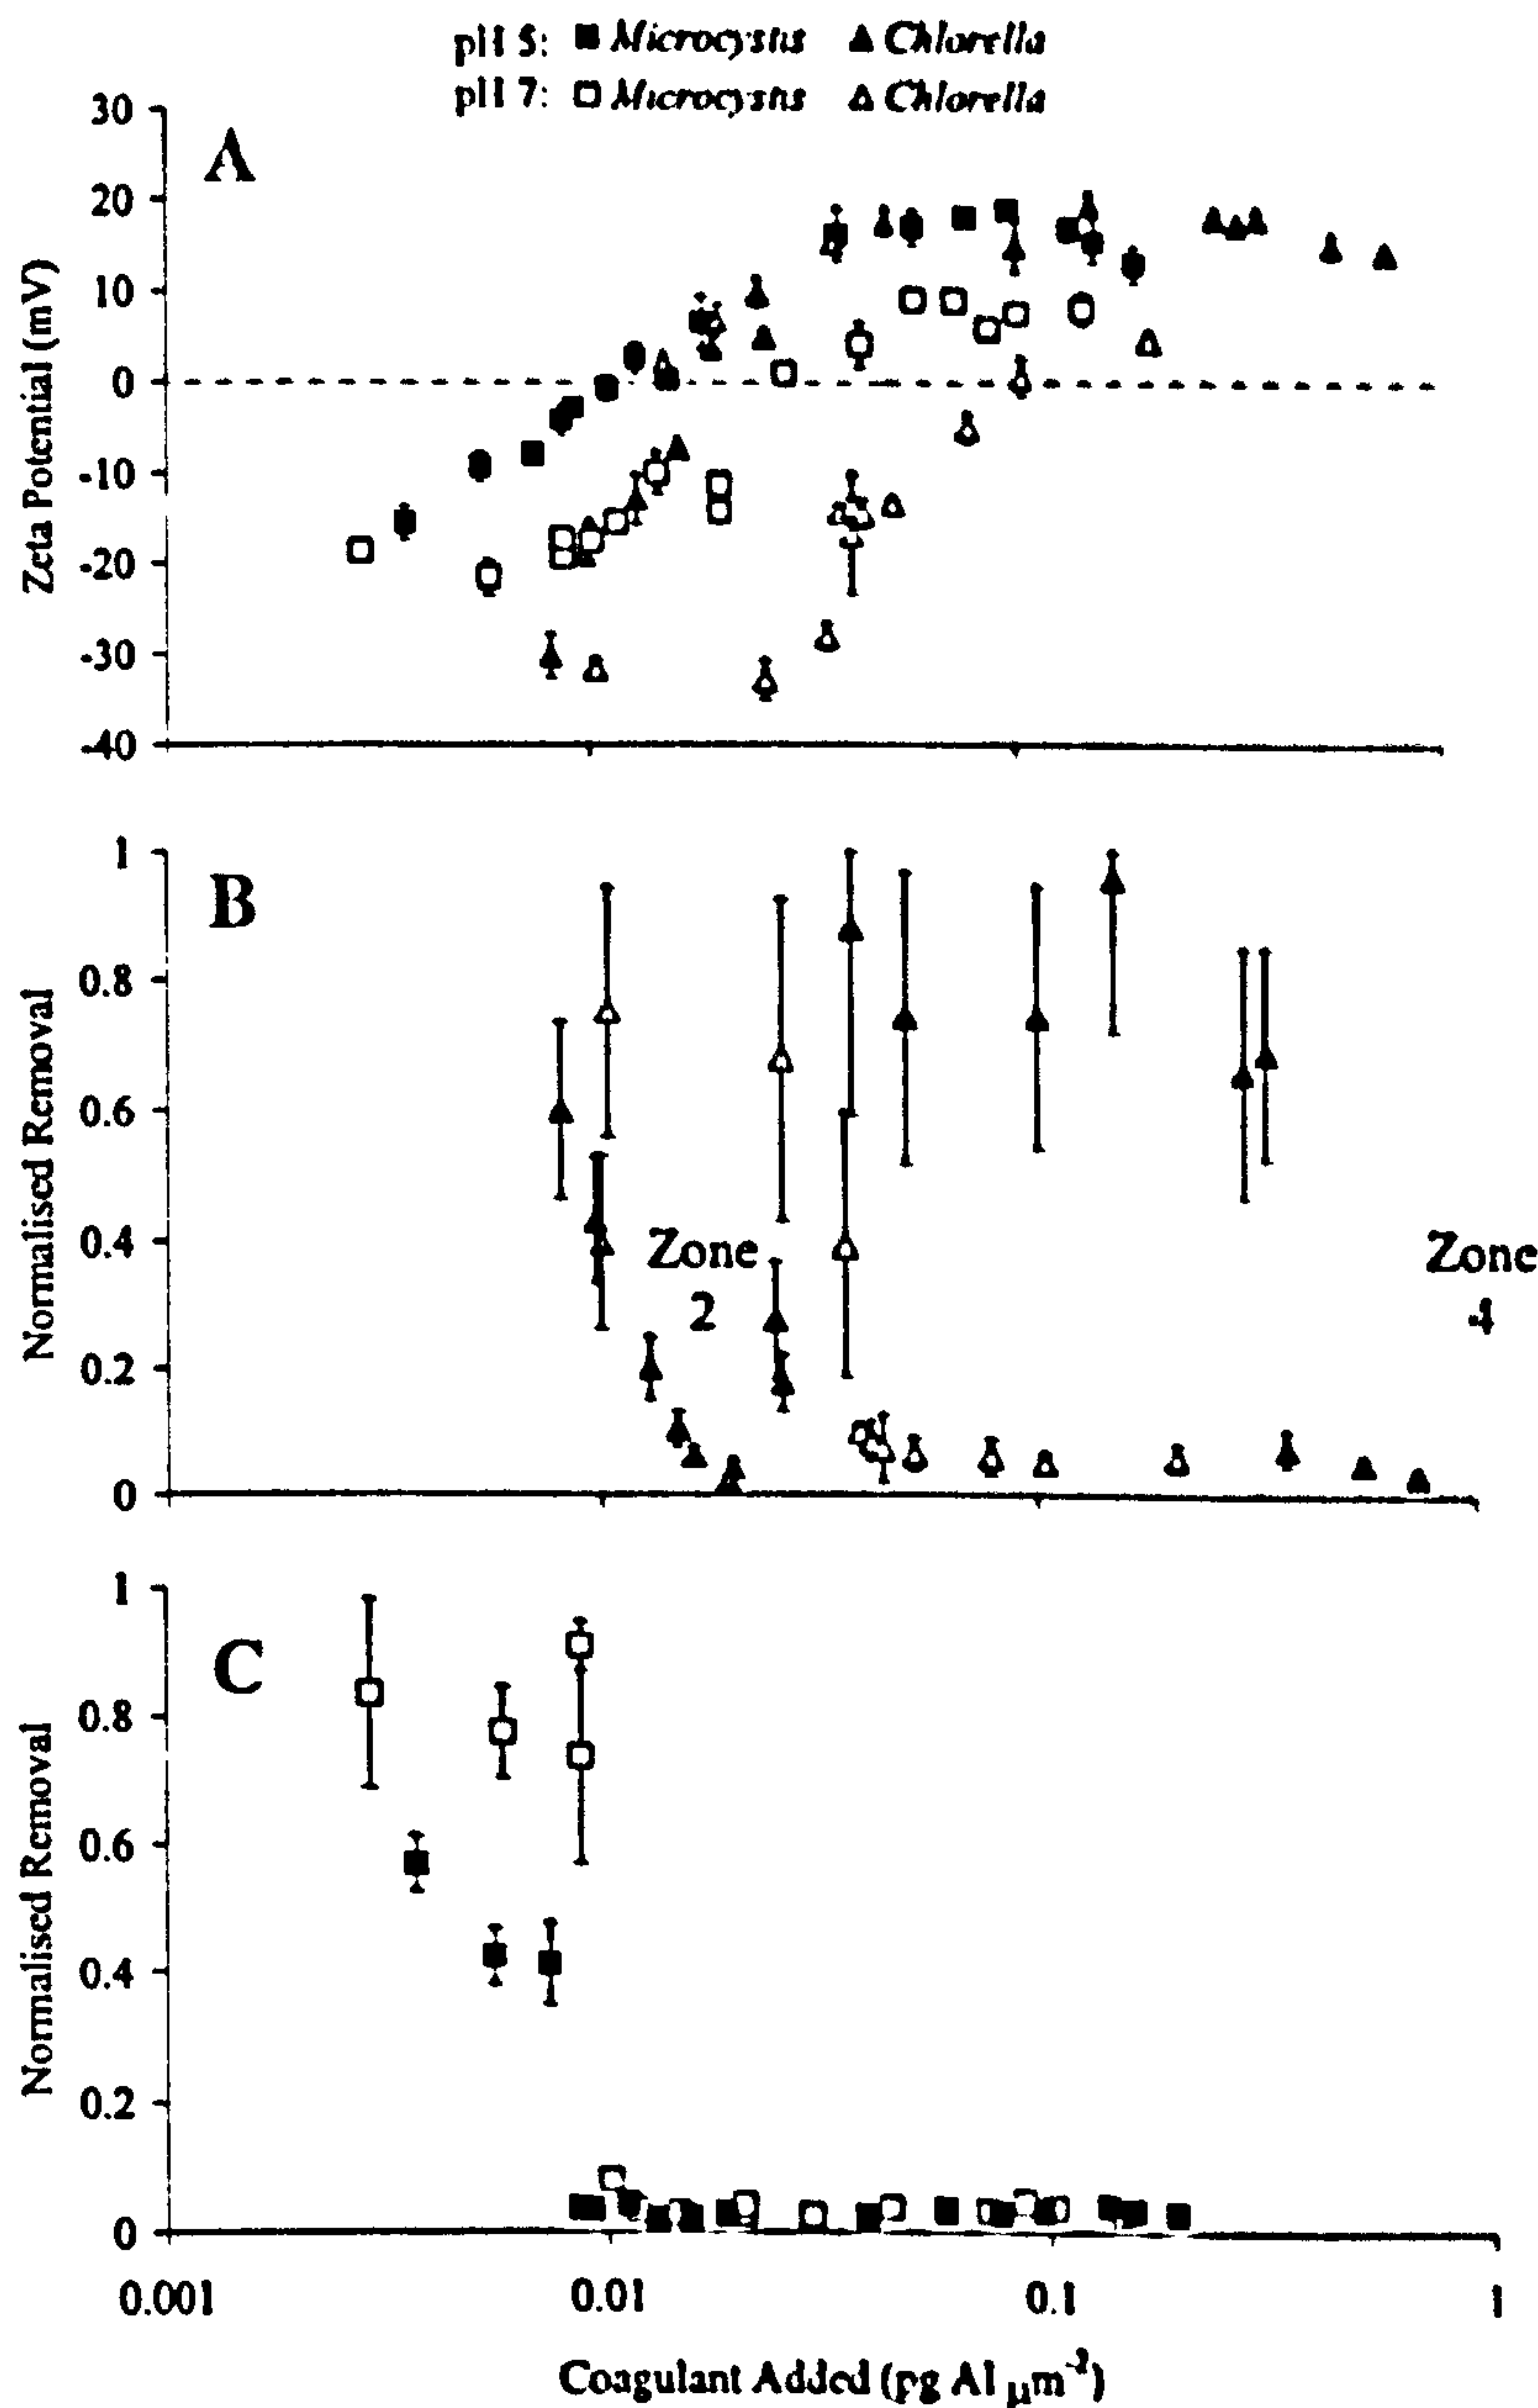 pH 5: ■ Microcystis ▲ Chlorella
pH 7: □ Microcystis △ Chlorella
A
30
20
10
0
-10
-20
-30
-40
Zeta Potential (mV)
B
1
0.8
0.6
0.4
0.2
0
Normalised Removal
Zone
2
Zone
4
C
1
0.8
0.6
0.4
0.2
0
Normalised Removal
0.001 0.01 0.1 1
Coagulant Added (pg Al μm⁻²)